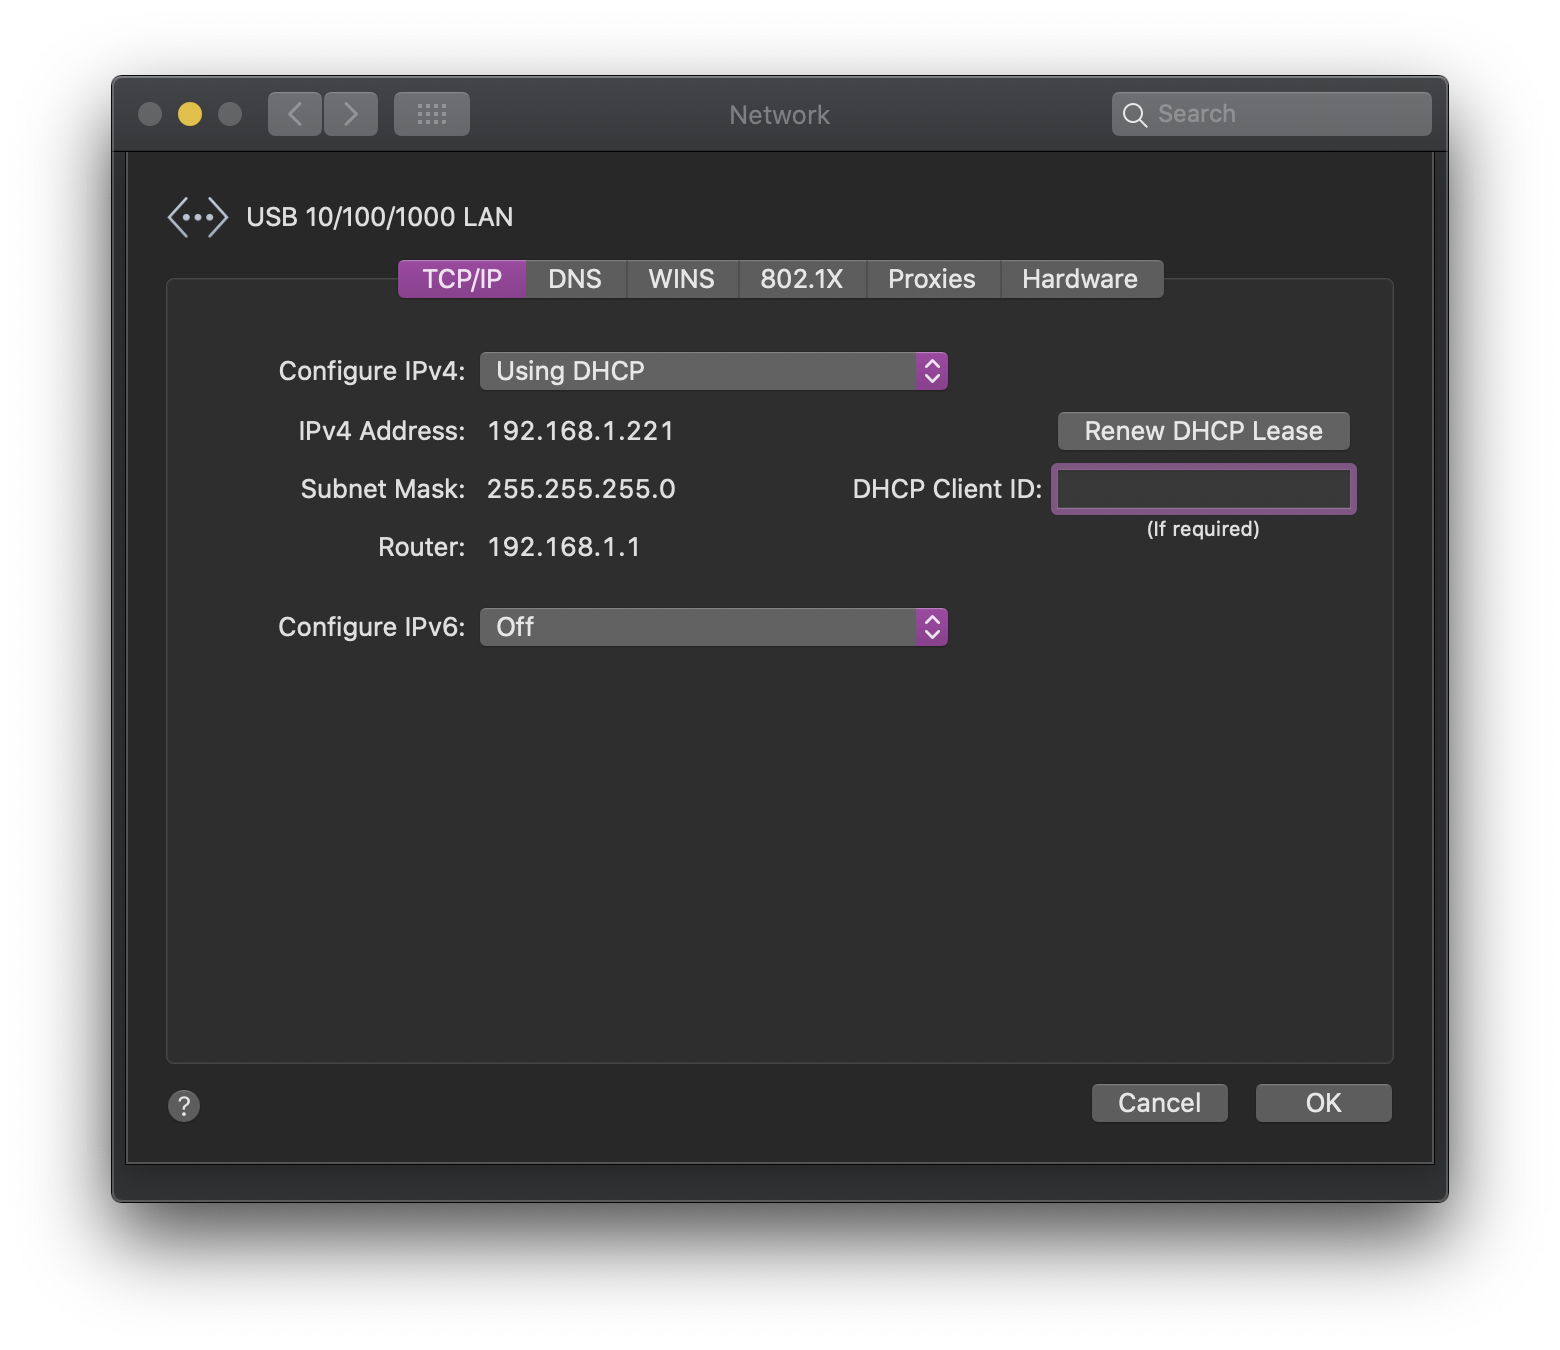 Network
Search
USB 10/100/1000 LAN
TCP/IP DNS WINS 802.1X Proxies Hardware
Configure IPv4: Using DHCP
IPv4 Address: 192.168.1.221 Renew DHCP Lease
Subnet Mask: 255.255.255.0 DHCP Client ID:
(If required)
Router: 192.168.1.1
Configure IPv6: Off
? Cancel OK